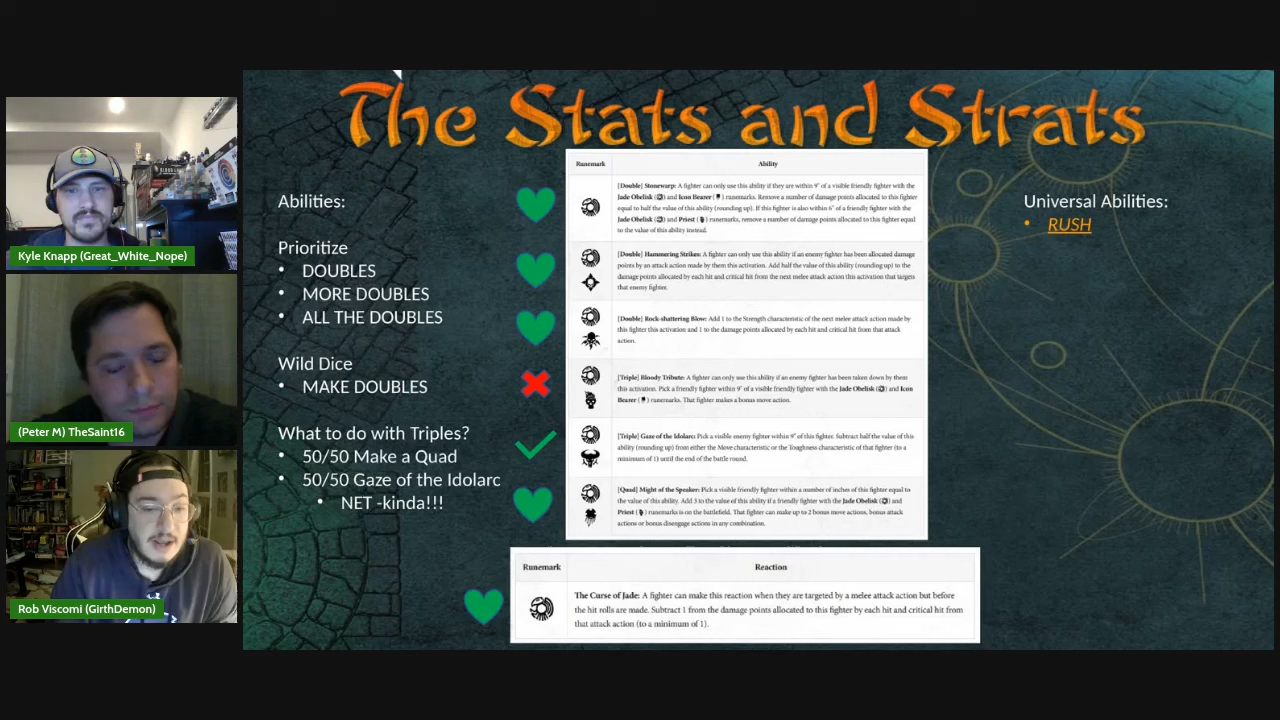 The Stats and Strats
Kyle Knapp (Great_White_Nope)
(Peter M) TheSaint16
Rob Viscomi (GirthDemon)
Abilities:
Prioritize
• DOUBLES
• MORE DOUBLES
• ALL THE DOUBLES
Wild Dice
• MAKE DOUBLES
What to do with Triples?
• 50/50 Make a Quad
• 50/50 Gaze of the Idolarc
• NET -kinda!!!
Runemark Ability
[Double] Stonewarp: A fighter can only use this ability if they are within 9" of a visible friendly fighter with the
Jade Obelisk ( ) and Icon Bearer ( ) runemarks. Remove a number of damage points allocated to this fighter
equal to half the value of this ability (rounding up). If this fighter is also within 6" of a friendly fighter with the
Jade Obelisk ( ) and Priest ( ) runemarks, remove a number of damage points allocated to this fighter equal
to the value of this ability instead.
[Double] Hammering Strikes: A fighter can only use this ability if an enemy fighter has been allocated damage
points by an attack action made by them this activation. Add half the value of this ability (rounding up) to the
damage points allocated by each hit and critical hit from the next melee attack action this activation that targets
that enemy fighter.
[Double] Rock-shattering Blow: Add 1 to the Strength characteristic of the next melee attack action made by
this fighter this activation and 1 to the damage points allocated by each hit and critical hit from that attack
action.
[Triple] Bloody Tribute: A fighter can only use this ability if an enemy fighter has been taken down by them
this activation. Pick a friendly fighter within 9" of a visible friendly fighter with the Jade Obelisk ( ) and Icon
Bearer ( ) runemarks. That fighter makes a bonus move action.
[Triple] Gaze of the Idolarc: Pick a visible enemy fighter within 9" of this fighter. Subtract half the value of this
ability (rounding up) from either the Move characteristic or the Toughness characteristic of that fighter (to a
minimum of 1) until the end of the battle round.
[Quad] Might of the Speaker: Pick a visible friendly fighter within a number of inches of this fighter equal to
the value of this ability. Add 3 to the value of this ability if a friendly fighter with the Jade Obelisk ( ) and
Priest ( ) runemarks is on the battlefield. That fighter can make up to 2 bonus move actions, bonus attack
actions or bonus disengage actions in any combination.
Runemark Reaction
The Curse of Jade: A fighter can make this reaction when they are targeted by a melee attack action but before
the hit rolls are made. Subtract 1 from the damage points allocated to this fighter by each hit and critical hit from
that attack action (to a minimum of 1).
Universal Abilities:
• RUSH